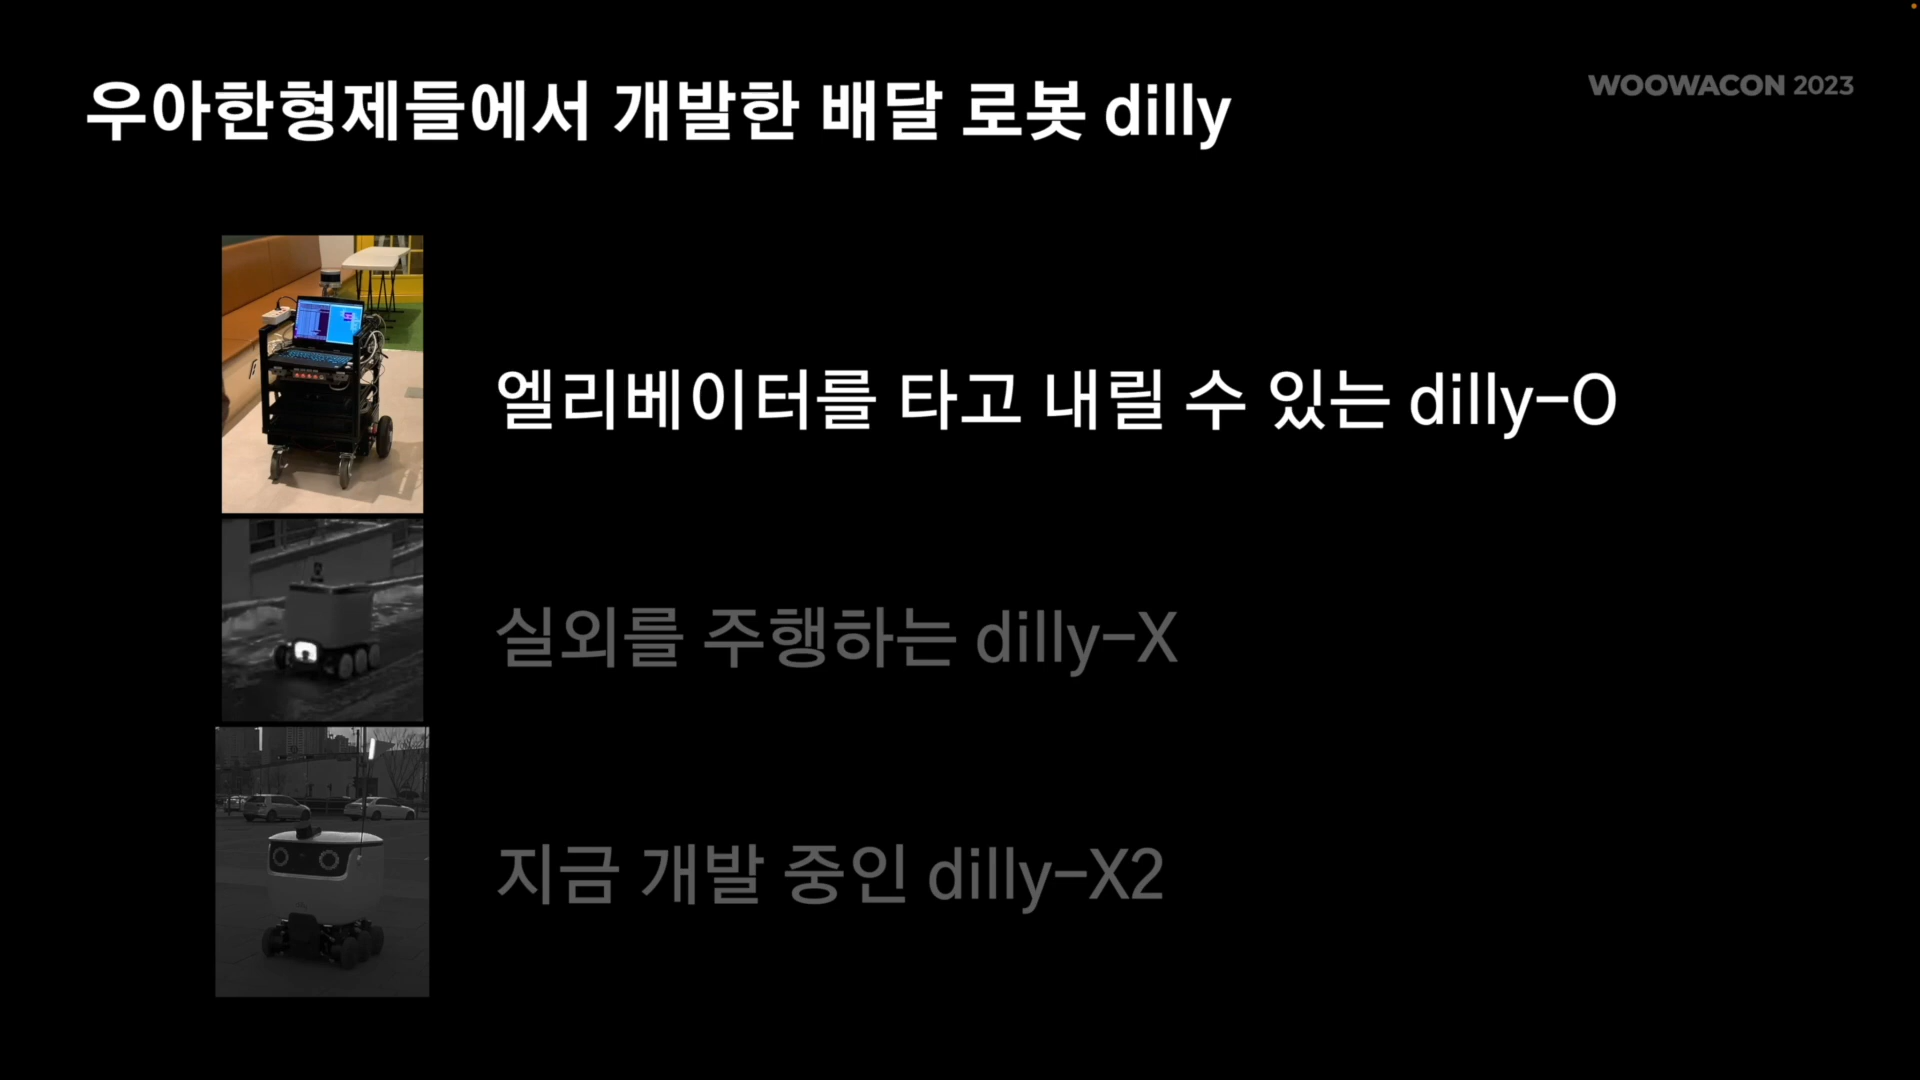 우아한형제들에서 개발한 배달 로봇 dilly
WOOWACON 2023
엘리베이터를 타고 내릴 수 있는 dilly-O
실외를 주행하는 dilly-X
지금 개발 중인 dilly-X2